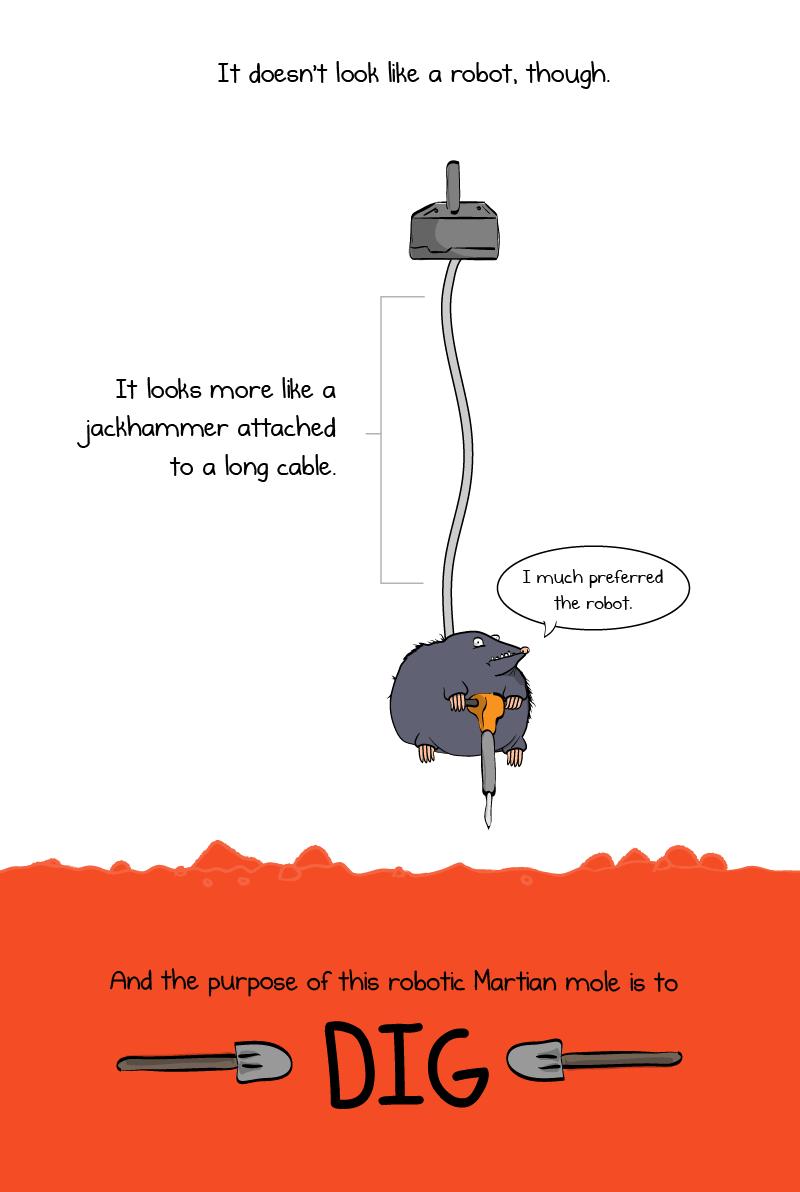 It doesn't look like a robot, though.
It looks more like a
jackhammer attached
to a long cable.
I much preferred
the robot.
And the purpose of this robotic Martian mole is to
DIG